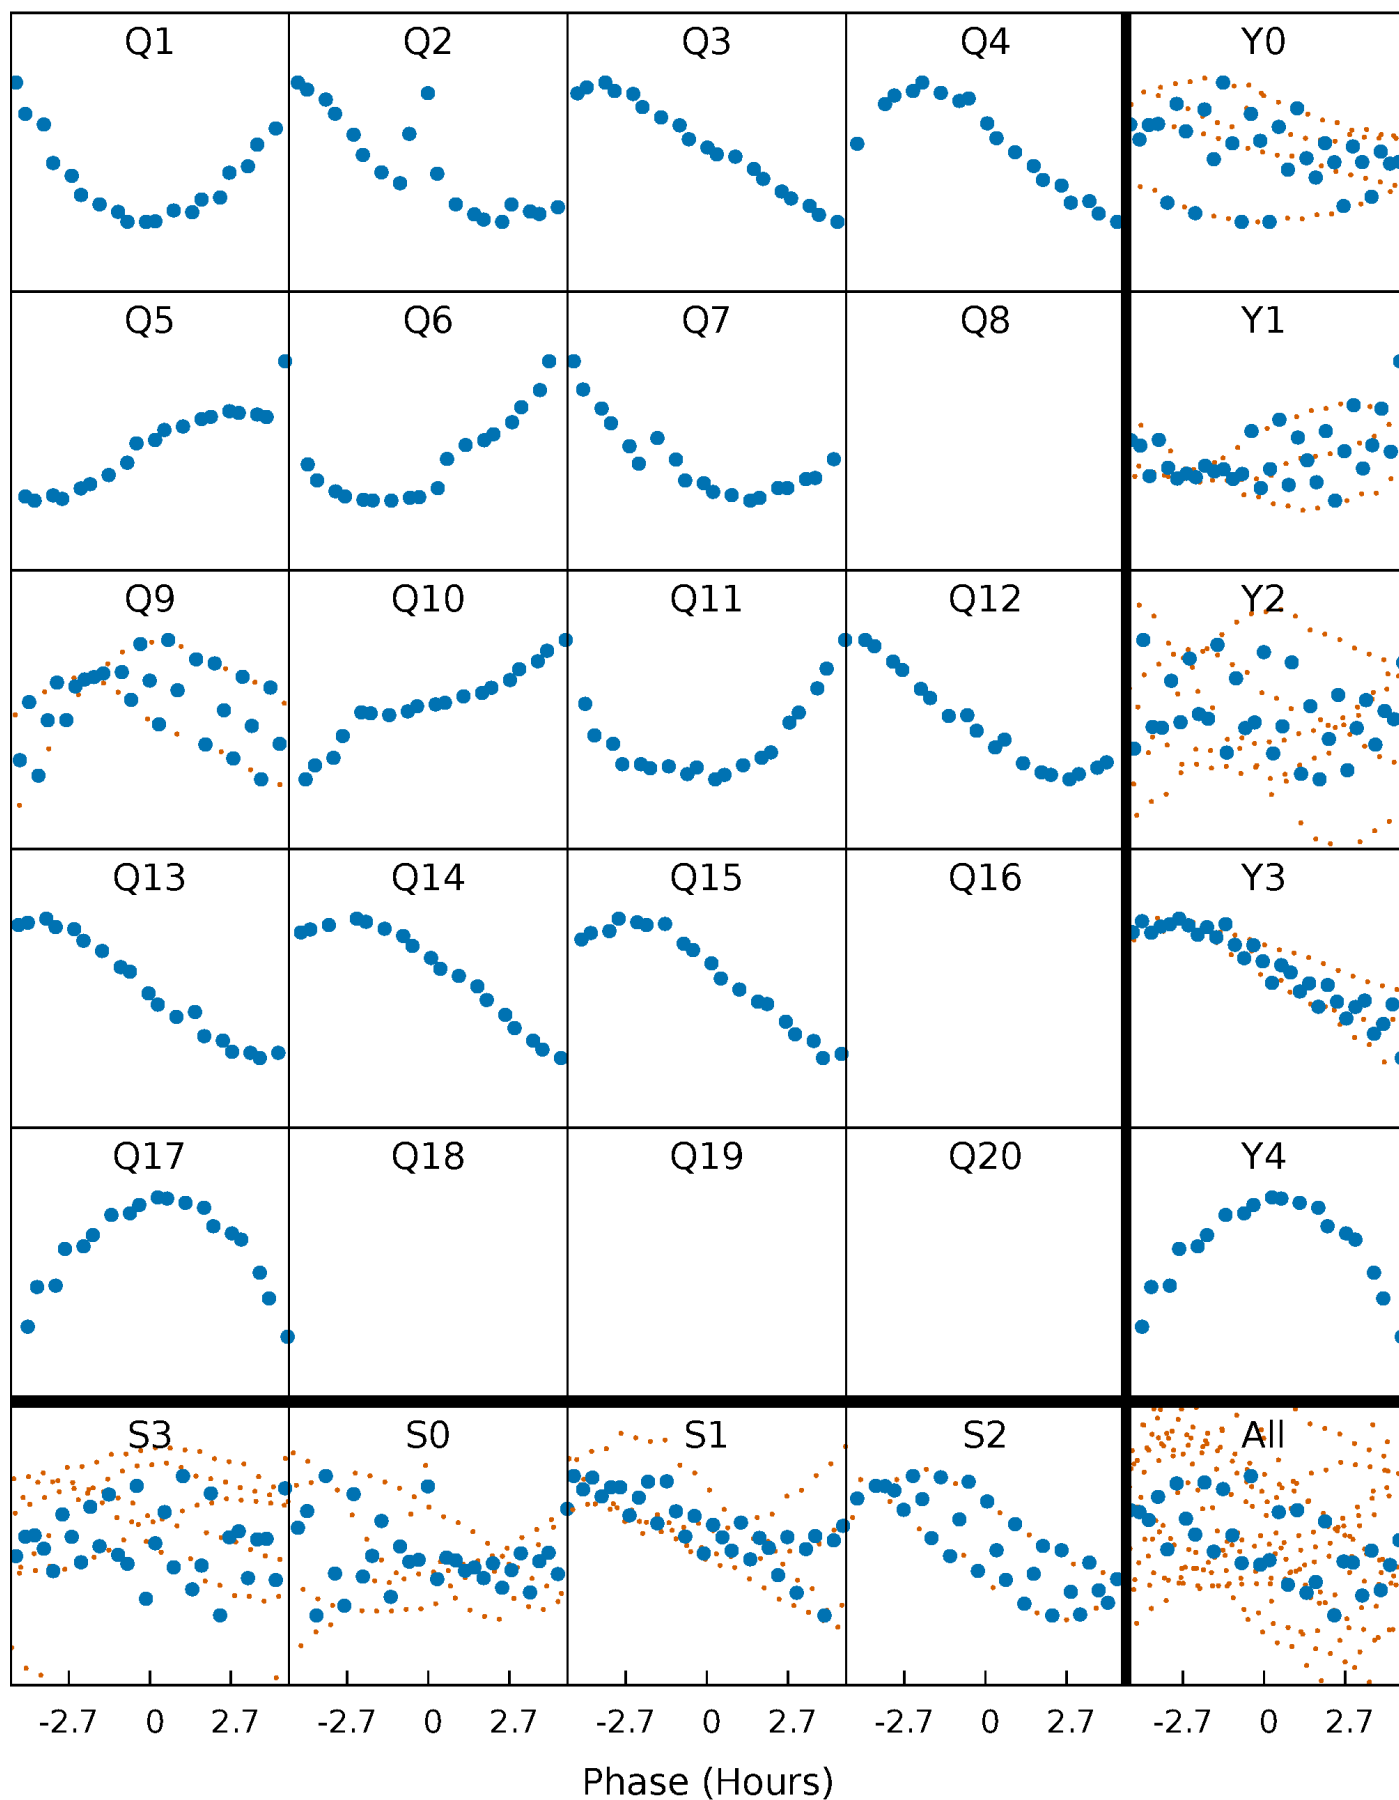 Q1 Q2 Q3 Q4 Y0
Q5 Q6 Q7 Q8 Y1
Q9 Q10 Q11 Q12 Y2
Q13 Q14 Q15 Q16 Y3
Q17 Q18 Q19 Q20 Y4
S3 S0 S1 S2 All
-2.7 0 2.7 -2.7 0 2.7 -2.7 0 2.7 -2.7 0 2.7 -2.7 0 2.7
Phase (Hours)